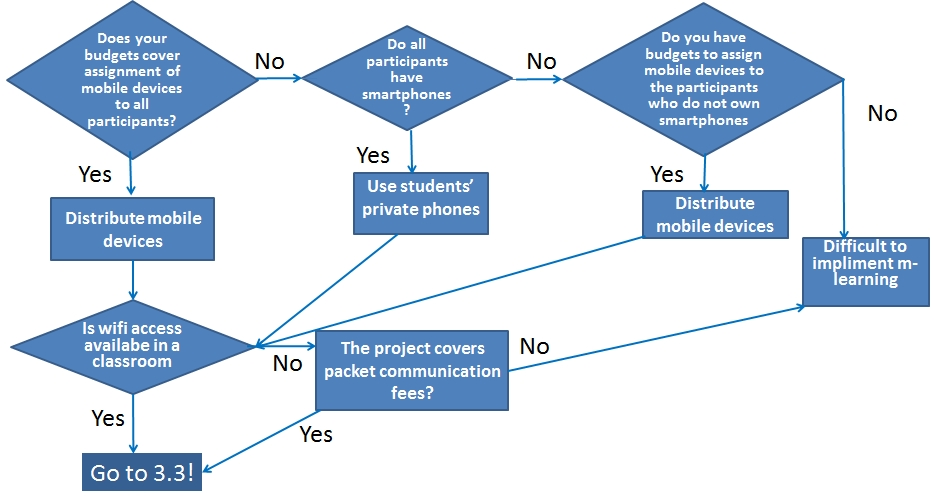 Does your
budgets cover
assignment of
mobile devices
to all
participants?
No
Do all
participants
have
smartphones
?
No
Do you have
budgets to assign
mobile devices to
the participants
who do not own
smartphones
No
Yes
Yes
Yes
Distribute mobile
devices
Use students’
private phones
Distribute
mobile devices
Difficult to
impliment m-
learning
Is wifi access
availabe in a
classroom
No
The project covers
packet communication
fees?
No
Yes
Yes
Go to 3.3!